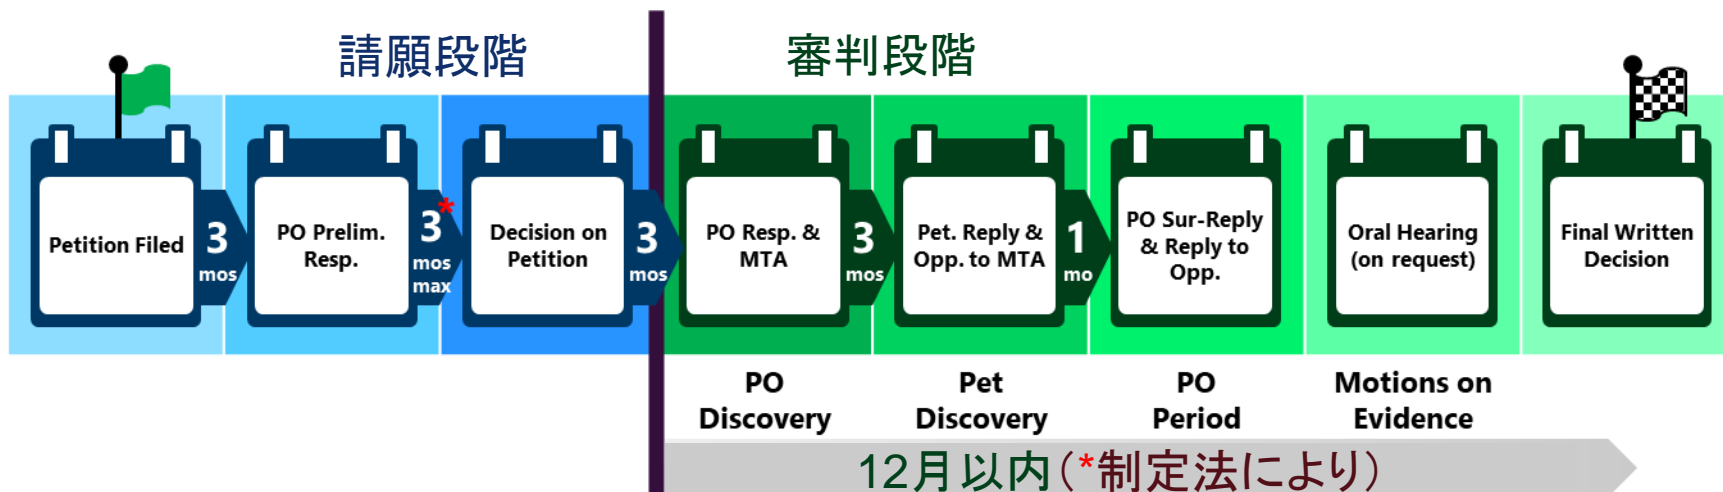 請願段階
審判段階
Petition Filed
3
mos
PO Prelim.
Resp.
3*
mos
max
Decision on
Petition
3
mos
PO Resp. &
MTA
3
mos
Pet. Reply &
Opp. to MTA
1
mo
PO Sur-Reply
& Reply to
Opp.
Oral Hearing
(on request)
Final Written
Decision
PO
Discovery
Pet
Discovery
PO
Period
Motions on
Evidence
12月以内(*制定法により)